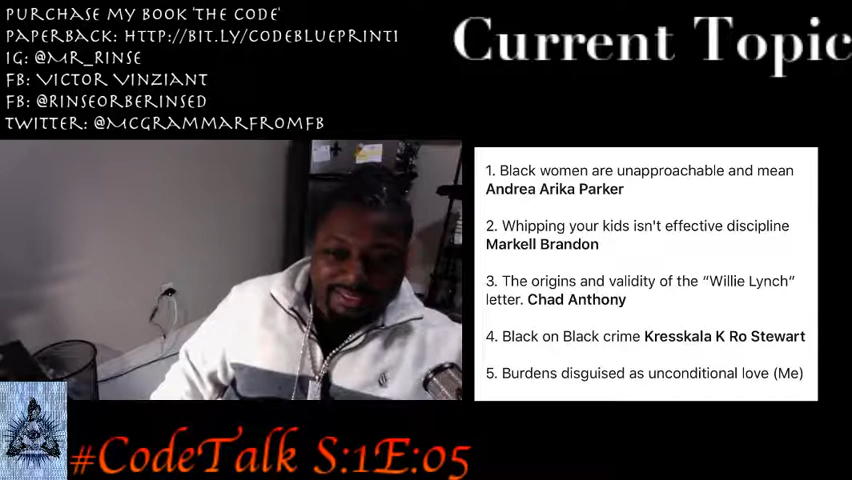 PURCHASE MY BOOK 'THE CODE'
PAPERBACK: HTTP://BIT.LY/CODEBLUEPRINT1
IG: @MR_RINSE
FB: VICTOR VINZIANT
FB: @RINSEORBERINSED
TWITTER: @MCGRAMMARFROMFB
Current Topic
1. Black women are unapproachable and mean
Andrea Arika Parker
2. Whipping your kids isn't effective discipline
Markell Brandon
3. The origins and validity of the “Willie Lynch”
letter. Chad Anthony
4. Black on Black crime Kresskala K Ro Stewart
5. Burdens disguised as unconditional love (Me)
#CodeTalk S:1E:05